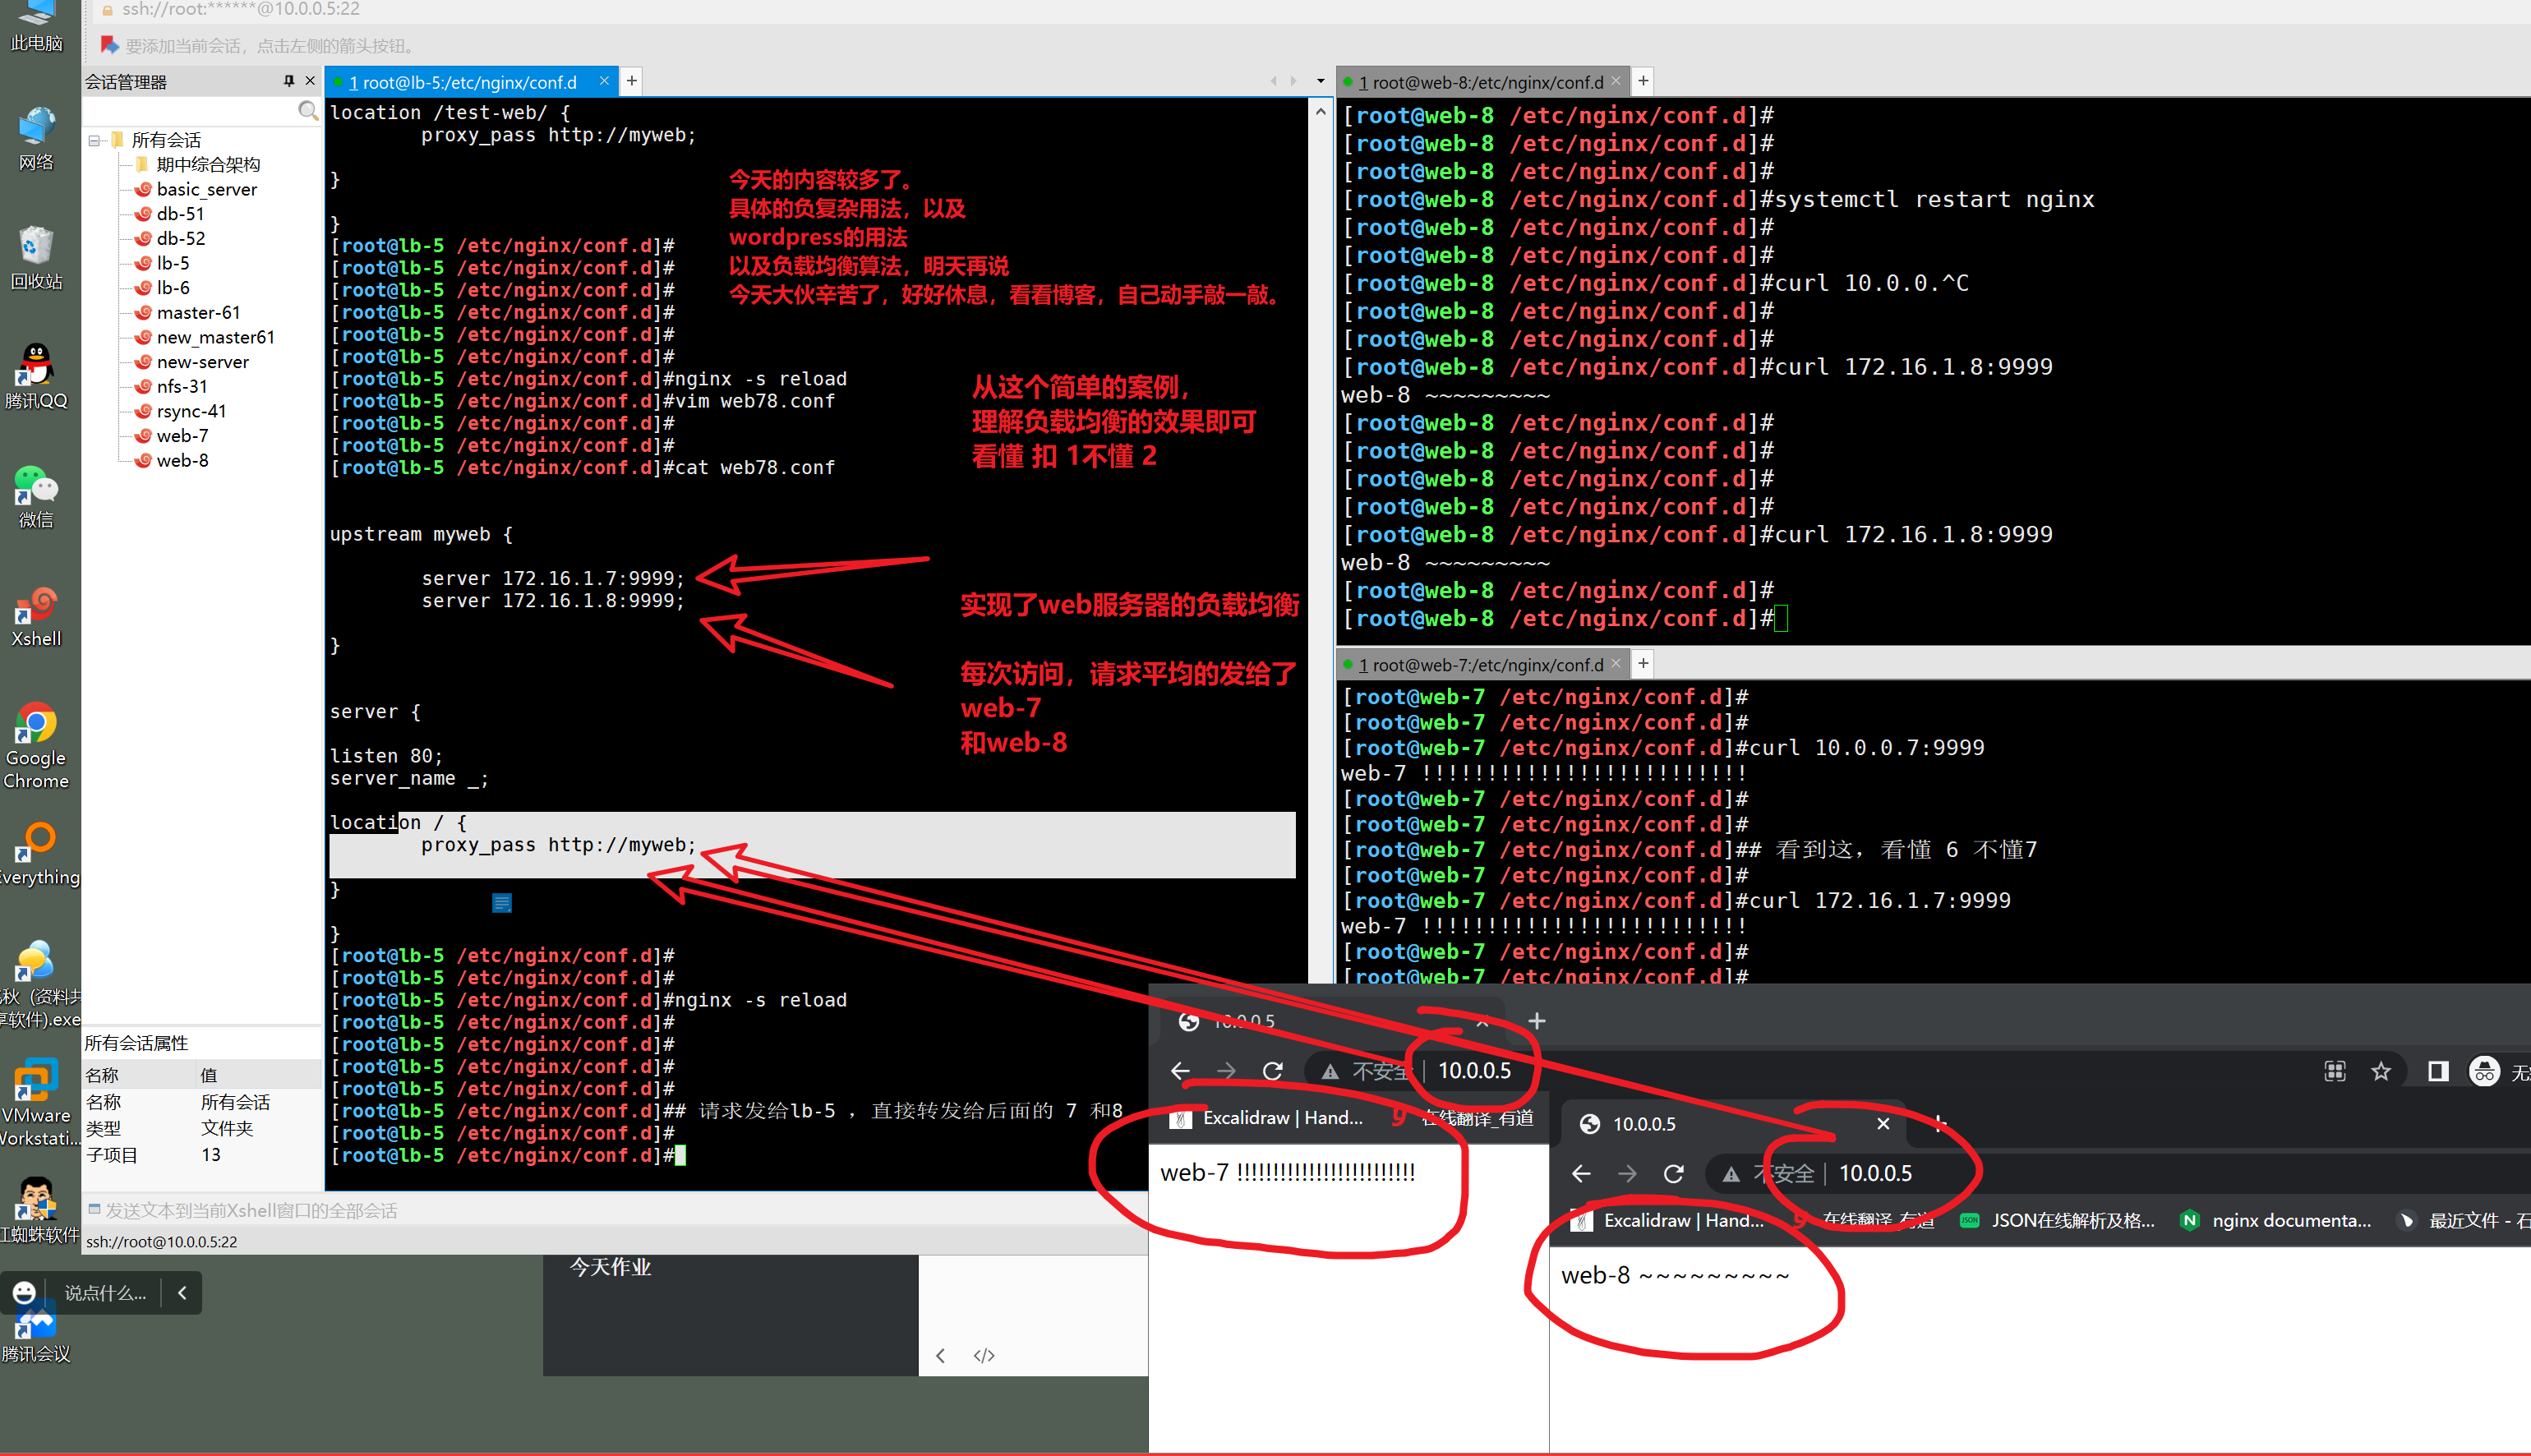 ssh://root:******@10.0.0.5:22
要添加当前会话，点击左侧的箭头按钮。
此电脑
网络
回收站
腾讯QQ
微信
Xshell
Google
Chrome
Everything
秋（资料共
享软件).exe
VMware
Workstati...
红蜘蛛软件
腾讯会议
会话管理器
所有会话
期中综合架构
basic_server
db-51
db-52
lb-5
lb-6
master-61
new_master61
new-server
nfs-31
rsync-41
web-7
web-8
所有会话属性
名称 值
名称 所有会话
类型 文件夹
子项目 13
1 root@lb-5:/etc/nginx/conf.d
location /test-web/ {
proxy_pass http://myweb;
}
}
[root@lb-5 /etc/nginx/conf.d]#
[root@lb-5 /etc/nginx/conf.d]#
[root@lb-5 /etc/nginx/conf.d]#
[root@lb-5 /etc/nginx/conf.d]#
[root@lb-5 /etc/nginx/conf.d]#
[root@lb-5 /etc/nginx/conf.d]#
[root@lb-5 /etc/nginx/conf.d]#nginx -s reload
[root@lb-5 /etc/nginx/conf.d]#vim web78.conf
[root@lb-5 /etc/nginx/conf.d]#
[root@lb-5 /etc/nginx/conf.d]#
[root@lb-5 /etc/nginx/conf.d]#cat web78.conf
upstream myweb {
server 172.16.1.7:9999;
server 172.16.1.8:9999;
}
server {
listen 80;
server_name _;
location / {
proxy_pass http://myweb;
}
}
[root@lb-5 /etc/nginx/conf.d]#
[root@lb-5 /etc/nginx/conf.d]#
[root@lb-5 /etc/nginx/conf.d]#nginx -s reload
[root@lb-5 /etc/nginx/conf.d]#
[root@lb-5 /etc/nginx/conf.d]#
[root@lb-5 /etc/nginx/conf.d]#
[root@lb-5 /etc/nginx/conf.d]#
[root@lb-5 /etc/nginx/conf.d]## 请求发给lb-5 ，直接转发给后面的 7 和8
[root@lb-5 /etc/nginx/conf.d]#
[root@lb-5 /etc/nginx/conf.d]#
今天的内容较多了。
具体的负复杂用法，以及
wordpress的用法
以及负载均衡算法，明天再说
今天大伙辛苦了，好好休息，看看博客，自己动手敲一敲。
从这个简单的案例，
理解负载均衡的效果即可
看懂 扣 1不懂 2
实现了web服务器的负载均衡
每次访问，请求平均的发给了
web-7
和web-8
发送文本到当前Xshell窗口的全部会话
ssh://root@10.0.0.5:22
1 root@web-8:/etc/nginx/conf.d
[root@web-8 /etc/nginx/conf.d]#
[root@web-8 /etc/nginx/conf.d]#
[root@web-8 /etc/nginx/conf.d]#
[root@web-8 /etc/nginx/conf.d]#systemctl restart nginx
[root@web-8 /etc/nginx/conf.d]#
[root@web-8 /etc/nginx/conf.d]#
[root@web-8 /etc/nginx/conf.d]#curl 10.0.0.^C
[root@web-8 /etc/nginx/conf.d]#
[root@web-8 /etc/nginx/conf.d]#
[root@web-8 /etc/nginx/conf.d]#curl 172.16.1.8:9999
web-8 ~~~~~~~~~
[root@web-8 /etc/nginx/conf.d]#
[root@web-8 /etc/nginx/conf.d]#
[root@web-8 /etc/nginx/conf.d]#
[root@web-8 /etc/nginx/conf.d]#
[root@web-8 /etc/nginx/conf.d]#curl 172.16.1.8:9999
web-8 ~~~~~~~~~
[root@web-8 /etc/nginx/conf.d]#
[root@web-8 /etc/nginx/conf.d]#
1 root@web-7:/etc/nginx/conf.d
[root@web-7 /etc/nginx/conf.d]#
[root@web-7 /etc/nginx/conf.d]#
[root@web-7 /etc/nginx/conf.d]#curl 10.0.0.7:9999
web-7 !!!!!!!!!!!!!!!!!!!!!!!!!
[root@web-7 /etc/nginx/conf.d]#
[root@web-7 /etc/nginx/conf.d]#
[root@web-7 /etc/nginx/conf.d]## 看到这，看懂 6 不懂7
[root@web-7 /etc/nginx/conf.d]#
[root@web-7 /etc/nginx/conf.d]#curl 172.16.1.7:9999
web-7 !!!!!!!!!!!!!!!!!!!!!!!!!
[root@web-7 /etc/nginx/conf.d]#
[root@web-7 /etc/nginx/conf.d]#
10.0.0.5
不安全 10.0.0.5
Excalidraw | Hand... 在线翻译_有道
web-7 !!!!!!!!!!!!!!!!!!!!!!!!!
10.0.0.5
不安全 10.0.0.5
Excalidraw | Hand... 在线翻译_有道 JSON在线解析及格... nginx documenta... 最近文件 - 石
web-8 ~~~~~~~~~
今天作业
说点什么...